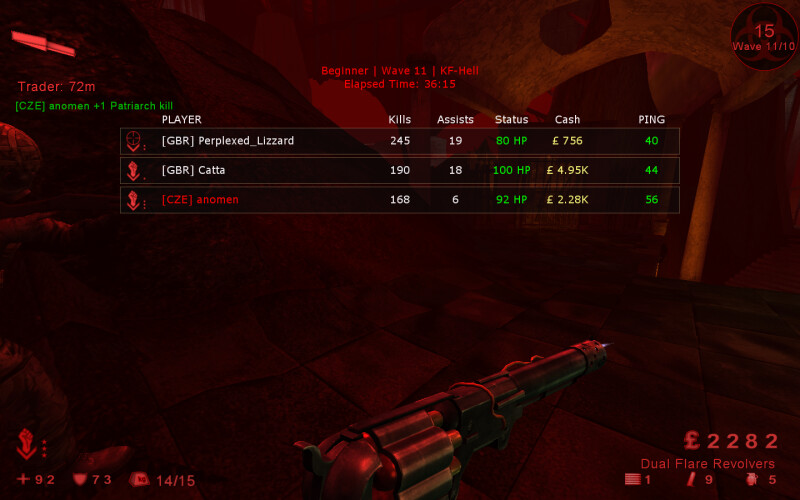 15
Wave 11/10
Beginner | Wave 11 | KF-Hell
Elapsed Time: 36:15
Trader: 72m
[CZE] anomen +1 Patriarch kill
PLAYER Kills Assists Status Cash PING
[GBR] Perplexed_Lizzard 245 19 80 HP £ 756 40
[GBR] Catta 190 18 100 HP £ 4.95K 44
[CZE] anomen 168 6 92 HP £ 2.28K 56
£2282
Dual Flare Revolvers
92 73 14/15 1 9 5